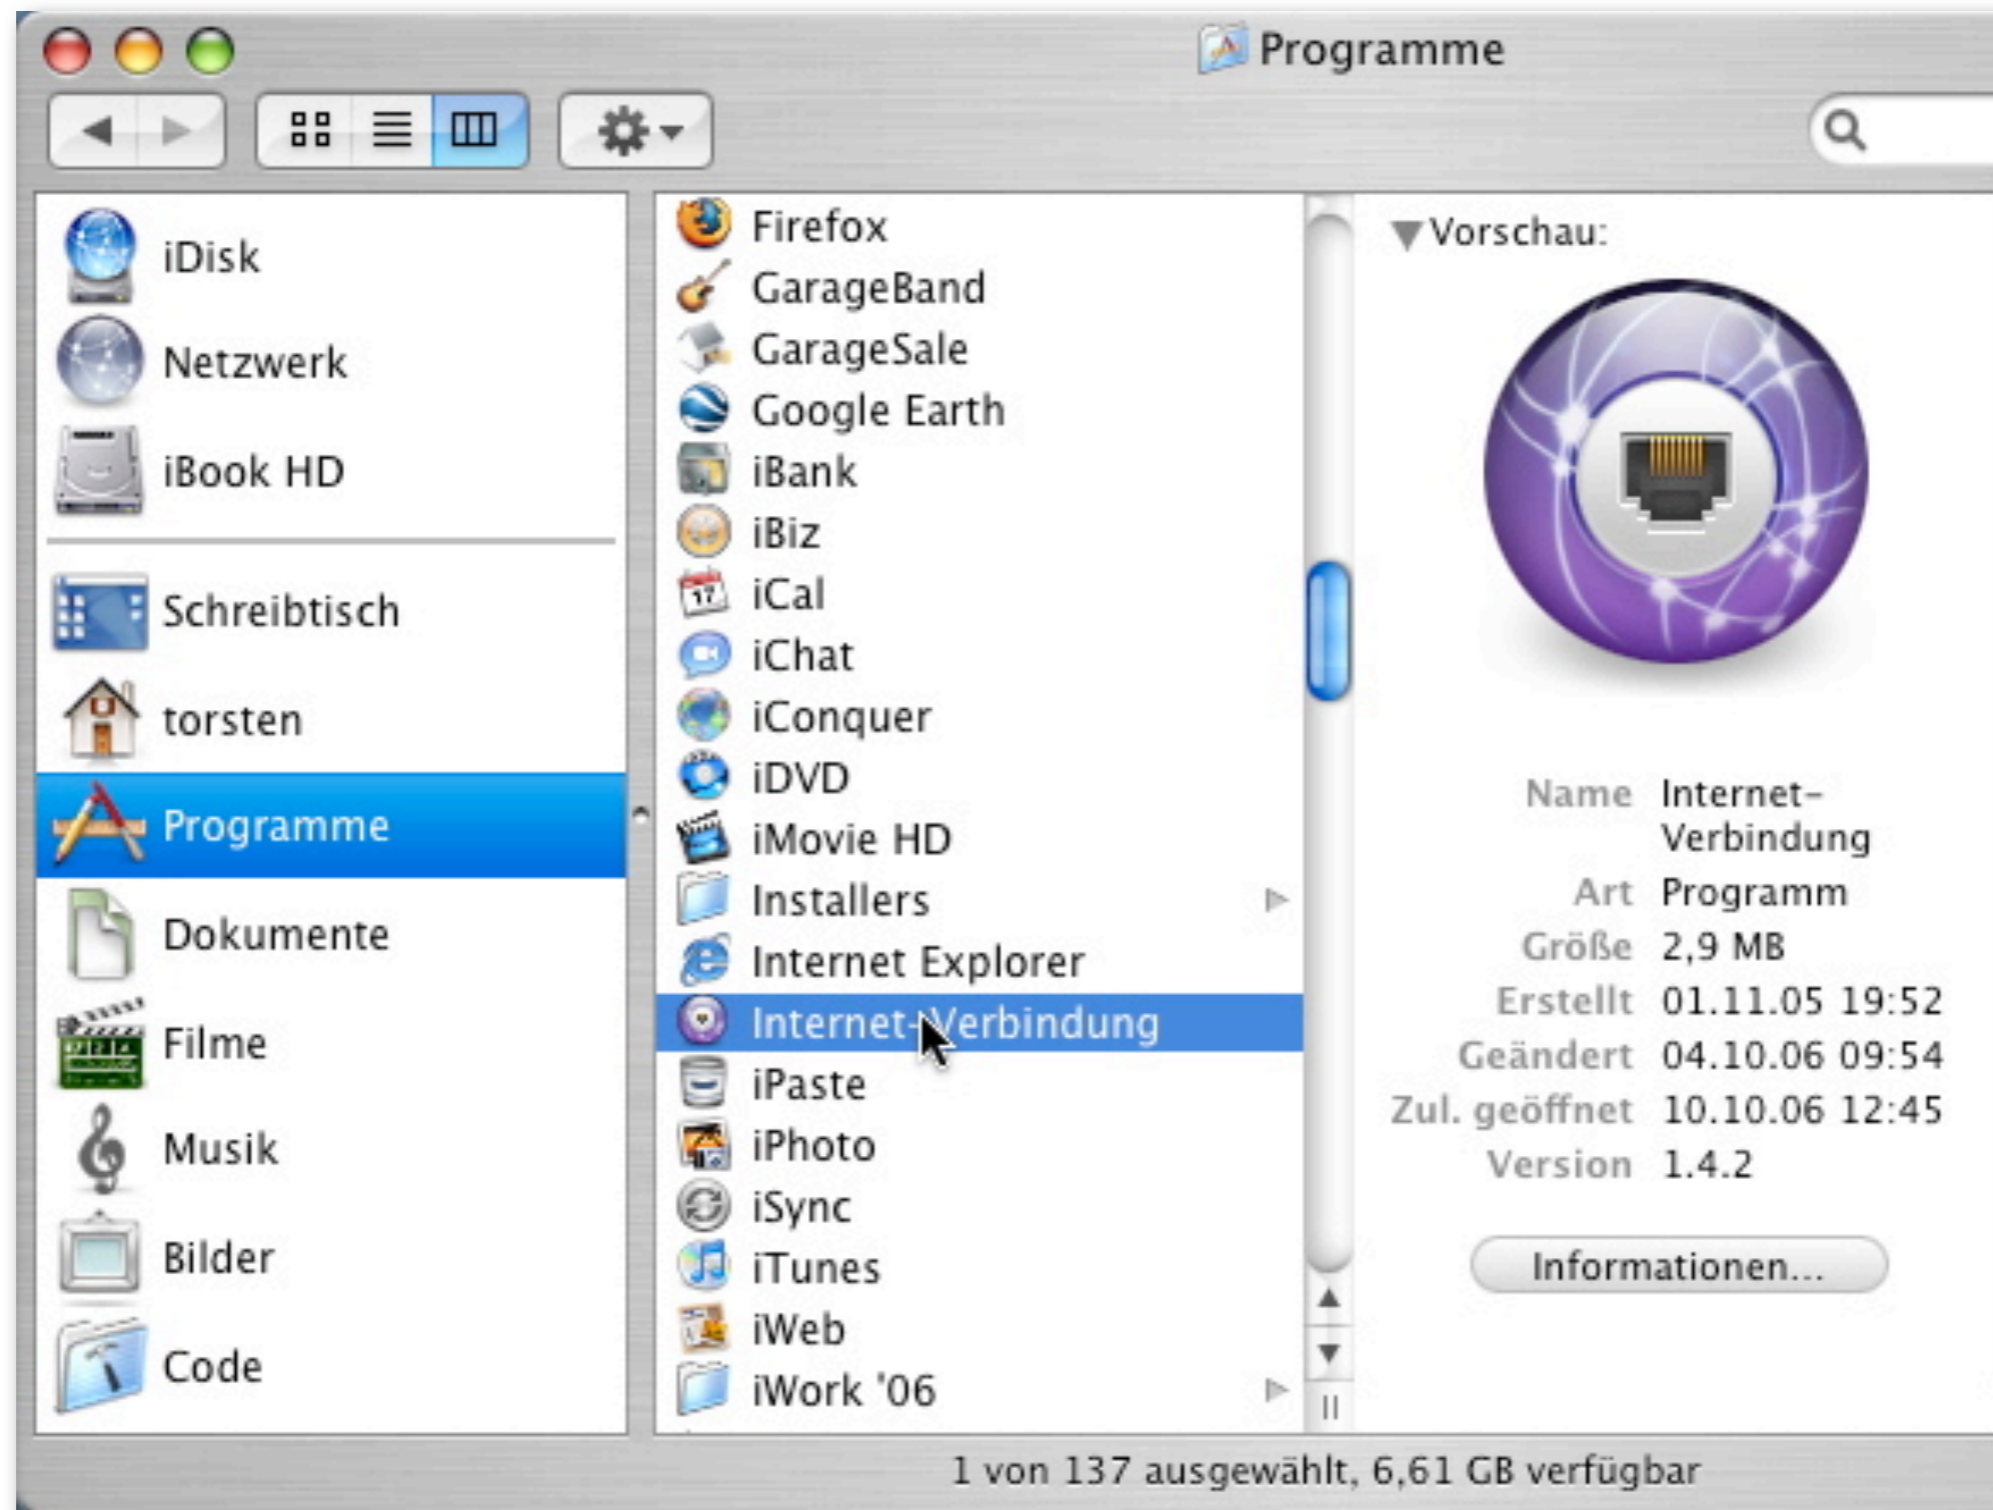 Programme
iDisk
Netzwerk
iBook HD
Schreibtisch
torsten
Programme
Dokumente
Filme
Musik
Bilder
Code
Firefox
GarageBand
GarageSale
Google Earth
iBank
iBiz
iCal
iChat
iConquer
iDVD
iMovie HD
Installers
Internet Explorer
Internet-Verbindung
iPaste
iPhoto
iSync
iTunes
iWeb
iWork '06
Vorschau:
Name Internet-
Verbindung
Art Programm
Größe 2,9 MB
Erstellt 01.11.05 19:52
Geändert 04.10.06 09:54
Zul. geöffnet 10.10.06 12:45
Version 1.4.2
Informationen...
1 von 137 ausgewählt, 6,61 GB verfügbar